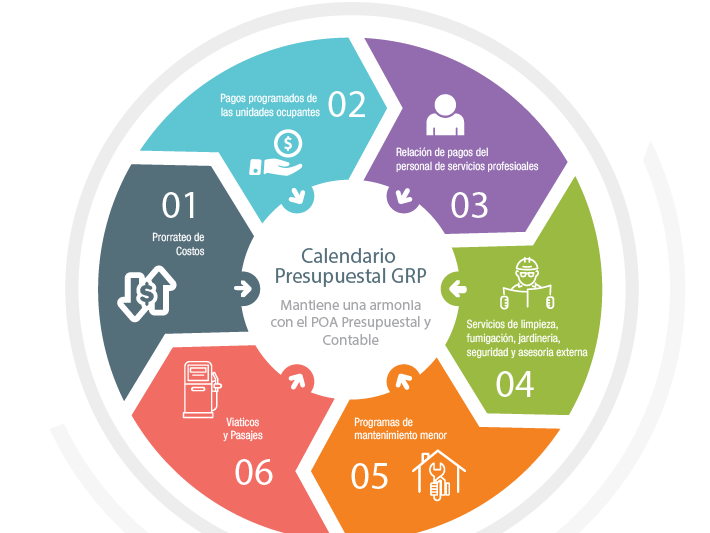 01
Prorrateo de
Costos
Pagos programados de
las unidades ocupantes
02
$
Relación de pagos del
personal de servicios profesioales
03
Servicios de limpieza,
fumigación, jardinería,
seguridad y asesoria externa
04
Programas de
mantenimiento menor
05
Viaticos
y Pasajes
06
$
Calendario
Presupuestal GRP
Mantiene una armonia
con el POA Presupuestal y
Contable